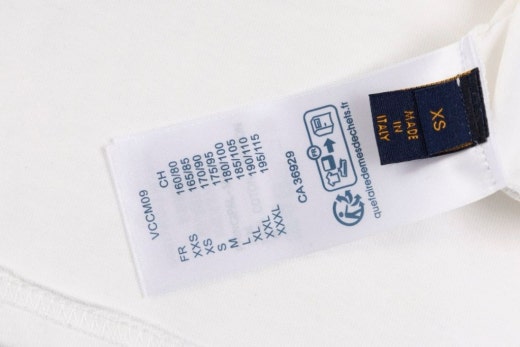 VCCM09
FR CH
XXS 160/80
XS 165/85
S 170/90
M 175/95
L 180/100
XL 185/105
XXL 190/110
XXXL 195/115
CA 36929
quefairedemesdechets.fr
XS
MADE
IN
ITALY